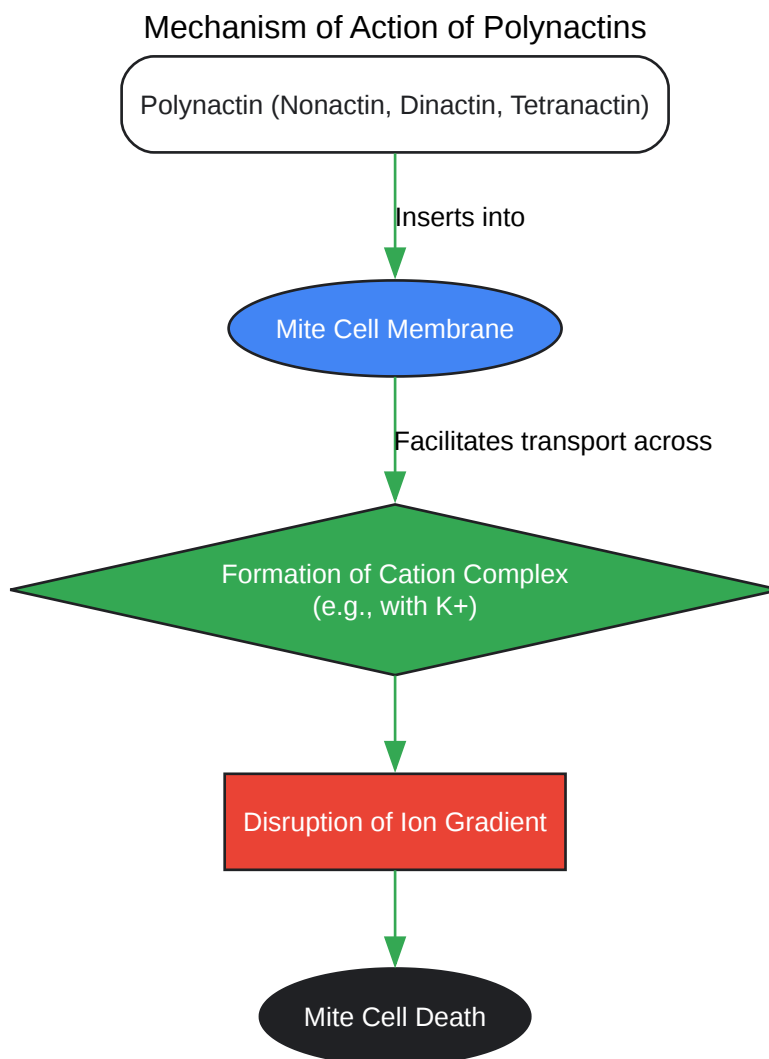 Mechanism of Action of Polynactins
Polynactin (Nonactin, Dinactin, Tetranactin)
Inserts into
Mite Cell Membrane
Facilitates transport across
Formation of Cation Complex
(e.g., with K+)
Disruption of Ion Gradient
Mite Cell Death